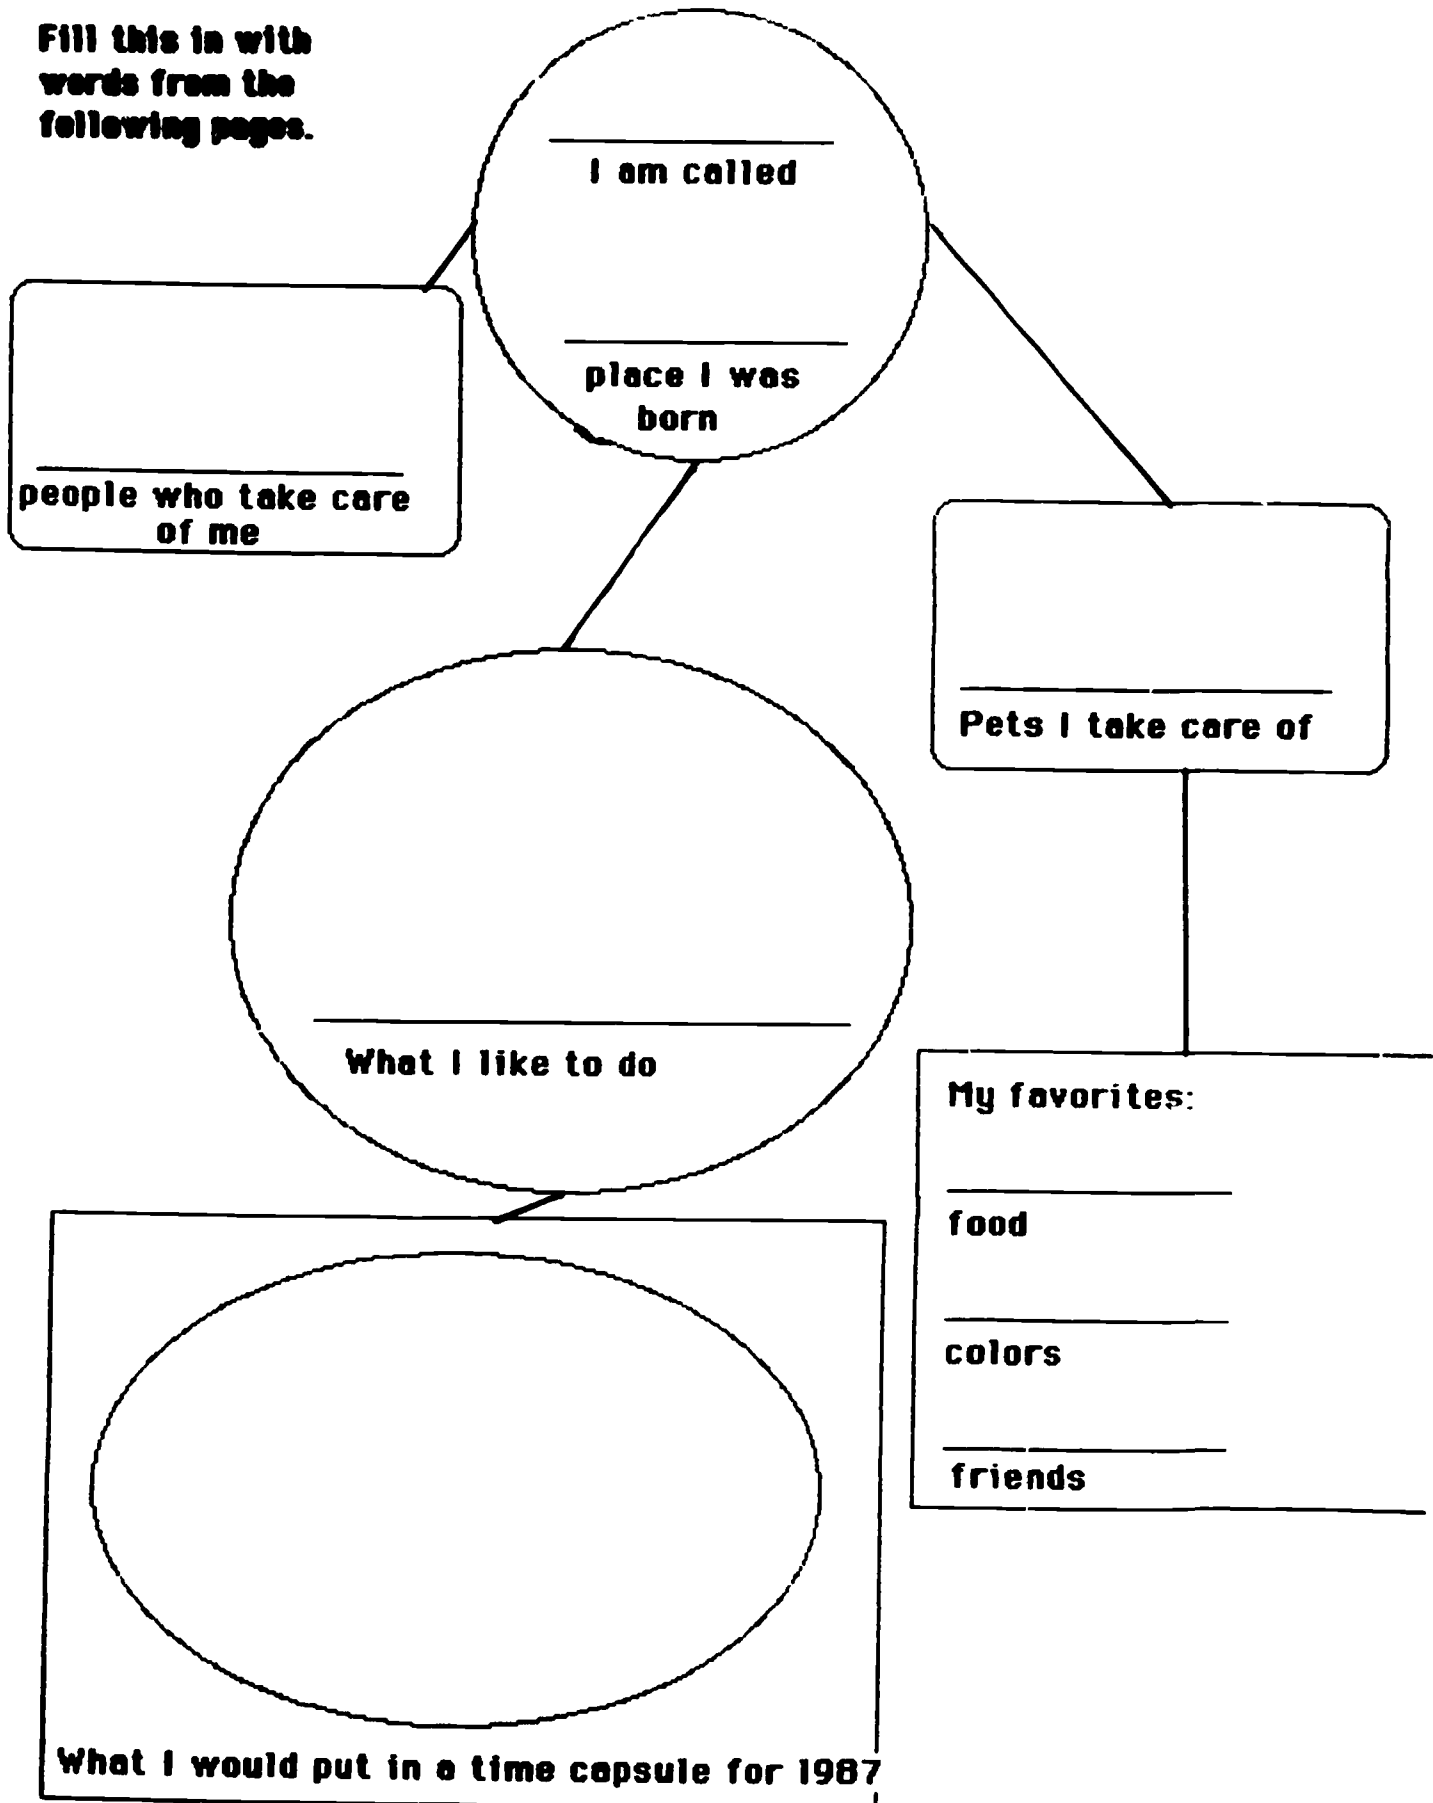 Fill this in with
words from the
following pages.
I am called
place I was
born
people who take care
of me
Pets I take care of
What I like to do
My favorites:
food
colors
friends
What I would put in a time capsule for 1987